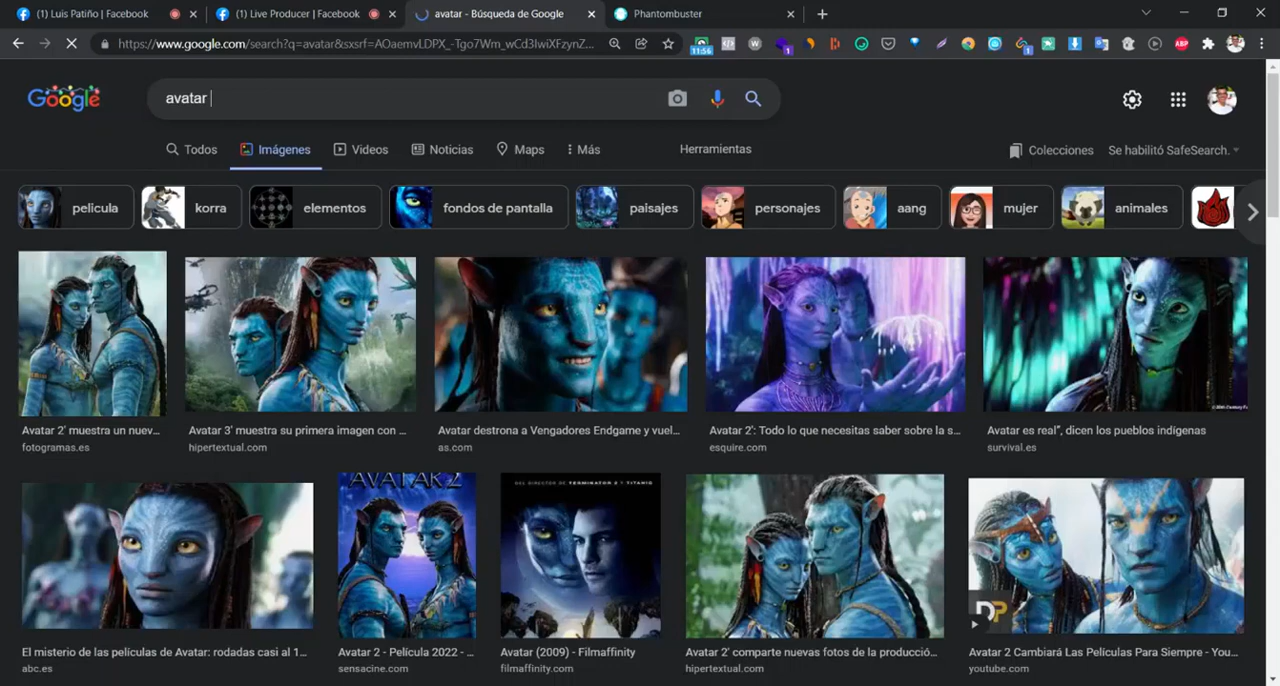 (1) Luis Patiño | Facebook
(1) Live Producer | Facebook
avatar - Búsqueda de Google
Phantombuster
https://www.google.com/search?q=avatar&sxsrf=AOaemvLDPX_-Tgo7Wm_wCd3IwiXFzynZ...
11:56
1
1
ABP
Google
avatar
Todos
Imágenes
Videos
Noticias
Maps
Más
Herramientas
Colecciones
Se habilitó SafeSearch.
pelicula
korra
elementos
fondos de pantalla
paisajes
personajes
aang
mujer
animales
Avatar 2' muestra un nuev...
fotogramas.es
Avatar 3' muestra su primera imagen con ...
hipertextual.com
Avatar destrona a Vengadores Endgame y vuel...
as.com
Avatar 2': Todo lo que necesitas saber sobre la s...
esquire.com
Avatar es real", dicen los pueblos indígenas
survival.es
AVATAR 2
DEL DIRECTOR DE TERMINATOR 2 Y TITANIC
DP
El misterio de las películas de Avatar: rodadas casi al 1...
abc.es
Avatar 2 - Película 2022 - ...
sensacine.com
Avatar (2009) - Filmaffinity
filmaffinity.com
Avatar 2' comparte nuevas fotos de la producció...
hipertextual.com
Avatar 2 Cambiará Las Películas Para Siempre - You...
youtube.com